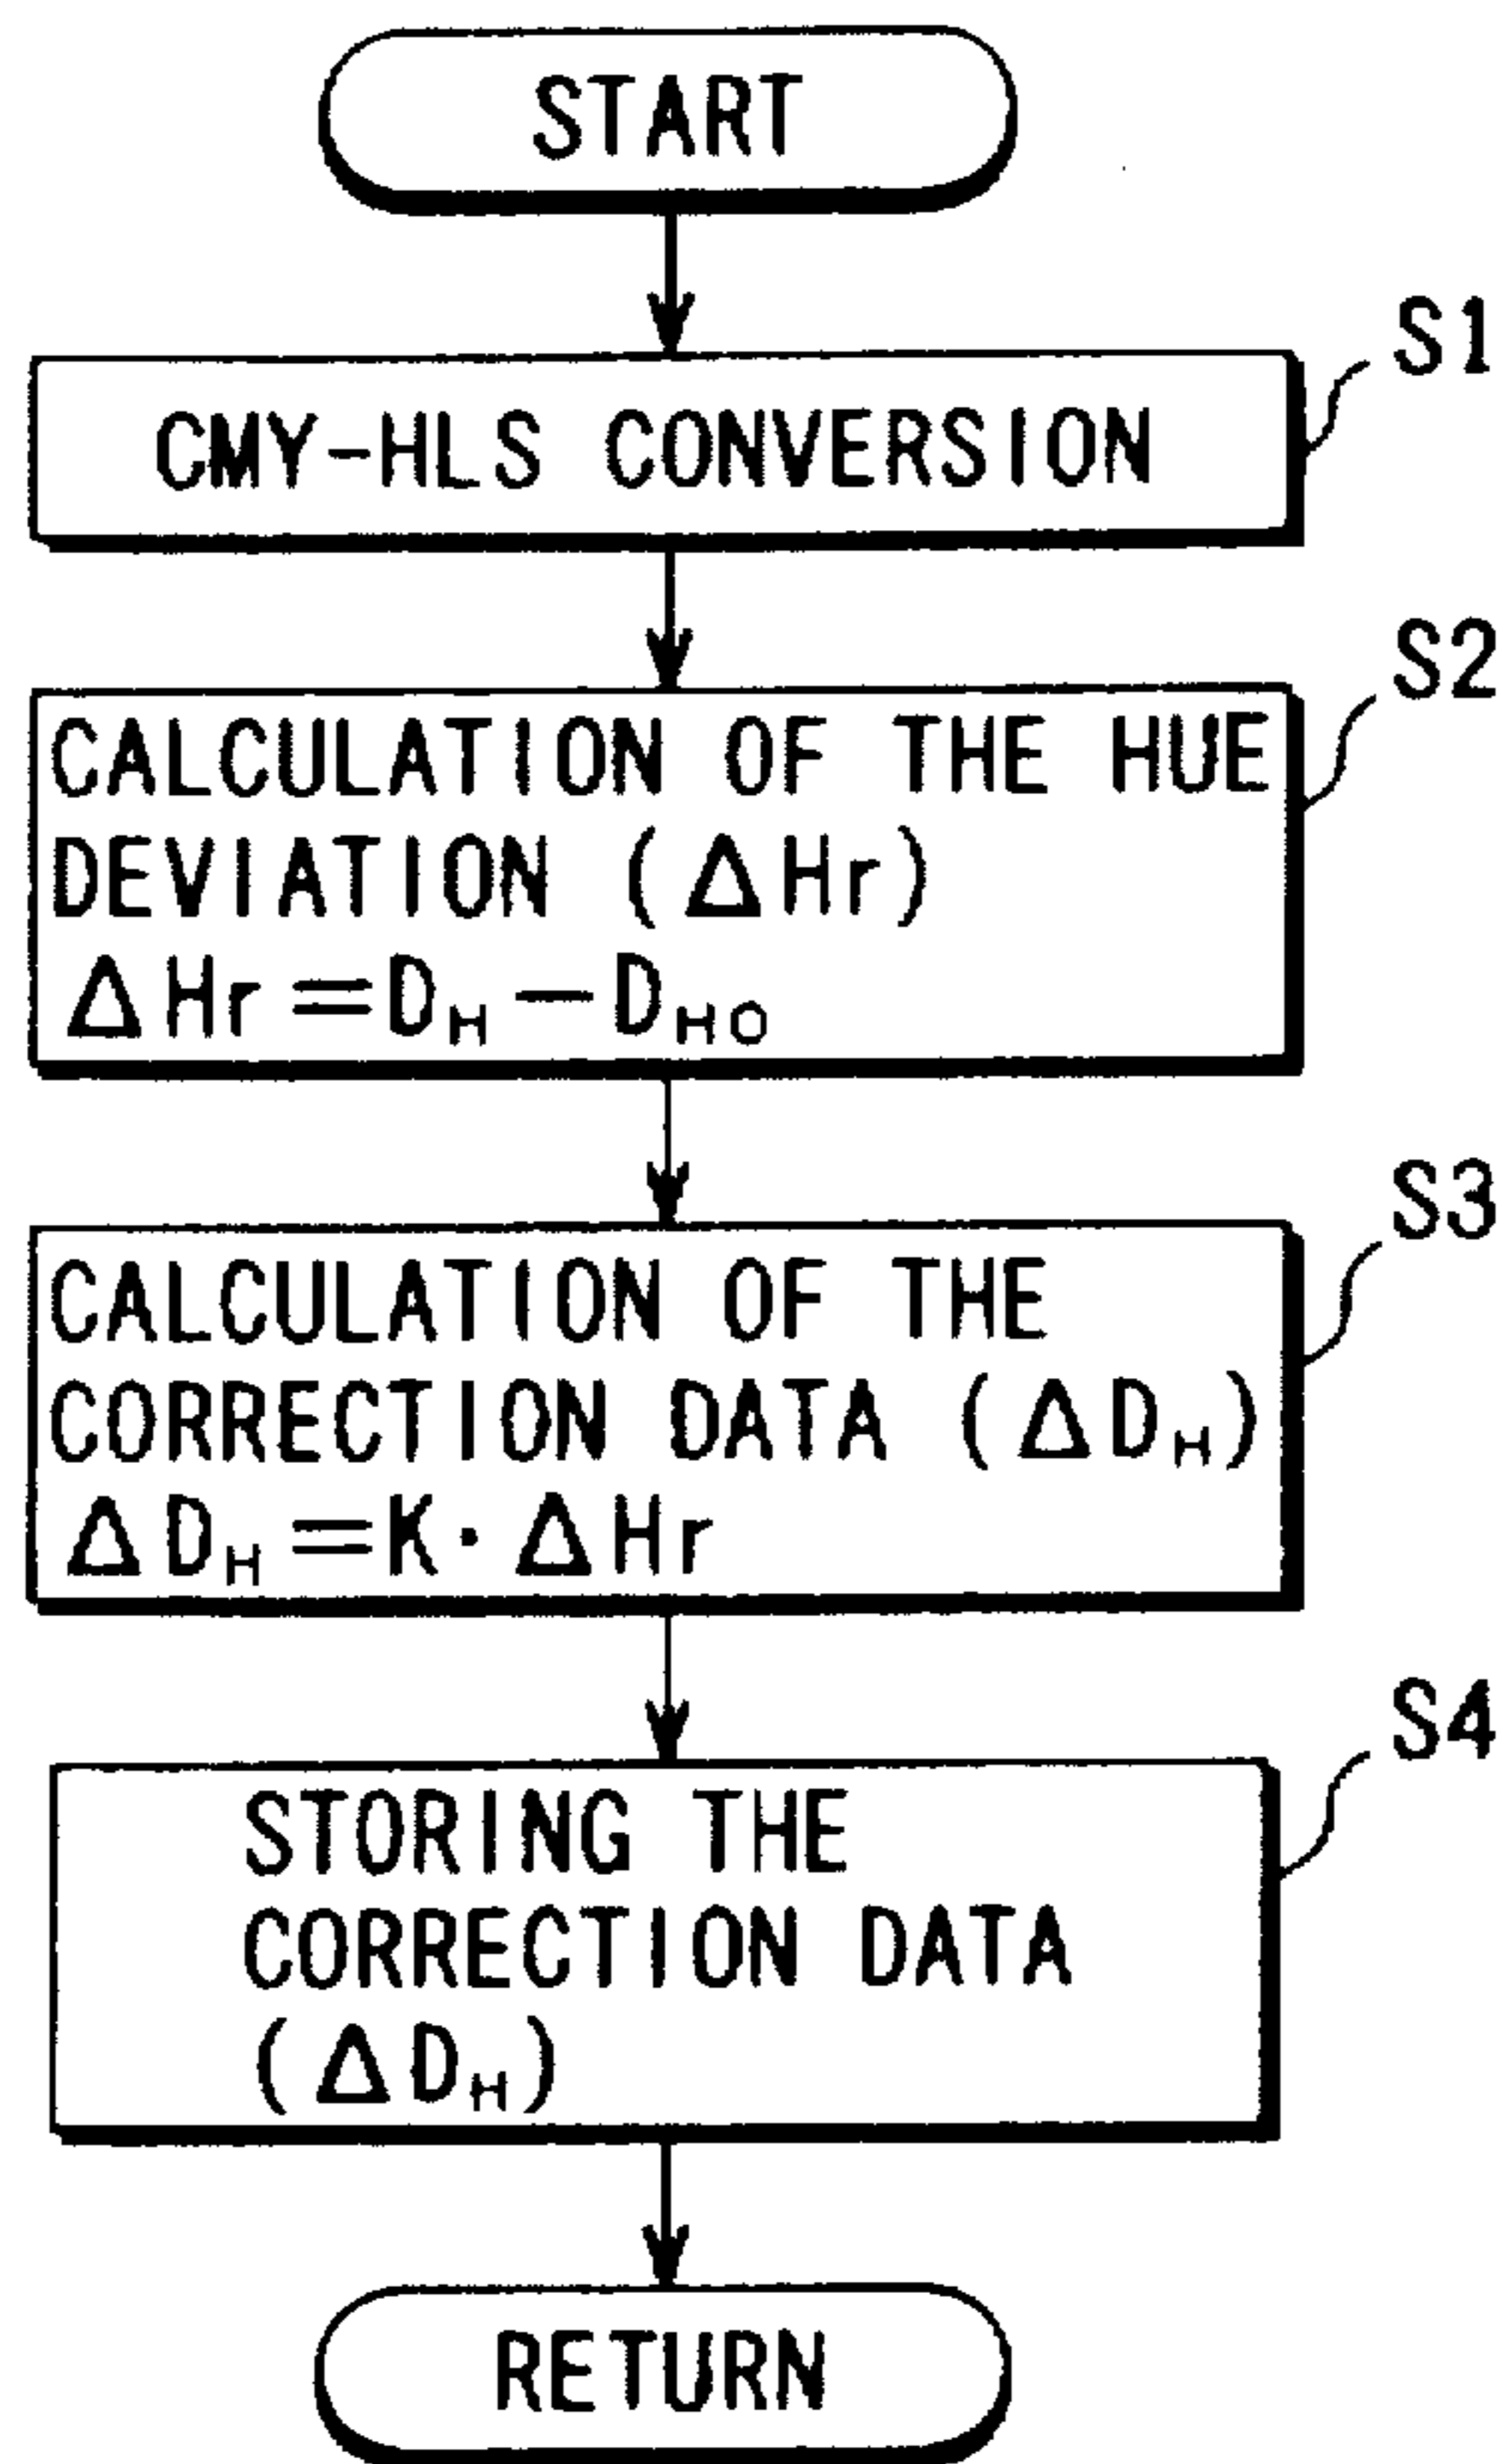 START
S1
CMY-HLS CONVERSION
S2
CALCULATION OF THE HUE
DEVIATION (ΔHr)
ΔHr=D_H−D_HO
S3
CALCULATION OF THE
CORRECTION DATA (ΔD_H)
ΔD_H=K·ΔHr
S4
STORING THE
CORRECTION DATA
(ΔD_H)
RETURN